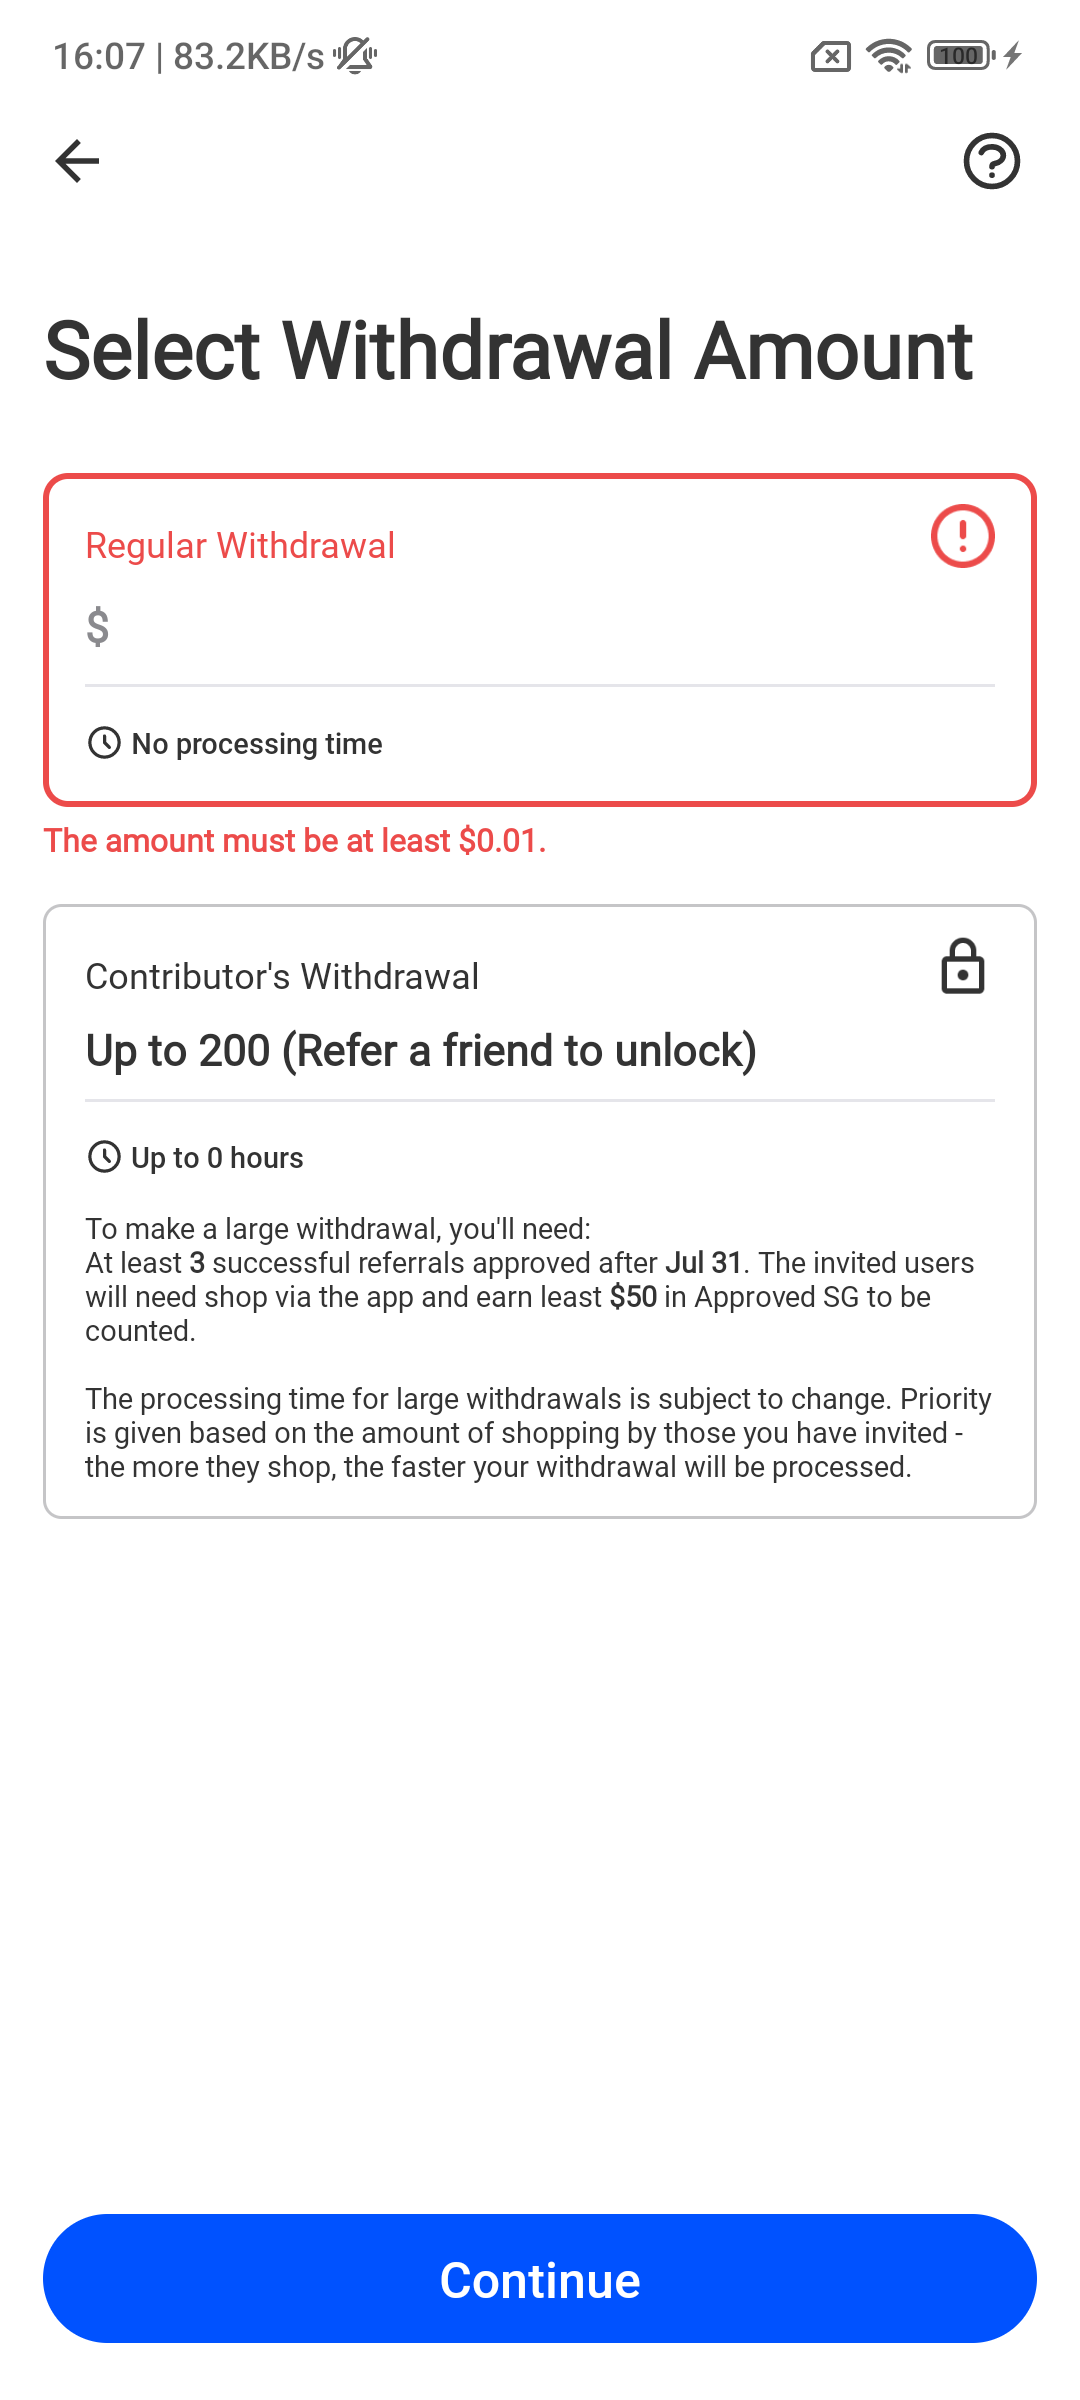 16:07 | 83.2KB/s
100
Select Withdrawal Amount
Regular Withdrawal
$
No processing time
The amount must be at least $0.01.
Contributor's Withdrawal
Up to 200 (Refer a friend to unlock)
Up to 0 hours
To make a large withdrawal, you'll need:
At least 3 successful referrals approved after Jul 31. The invited users
will need shop via the app and earn least $50 in Approved SG to be
counted.
The processing time for large withdrawals is subject to change. Priority
is given based on the amount of shopping by those you have invited -
the more they shop, the faster your withdrawal will be processed.
Continue